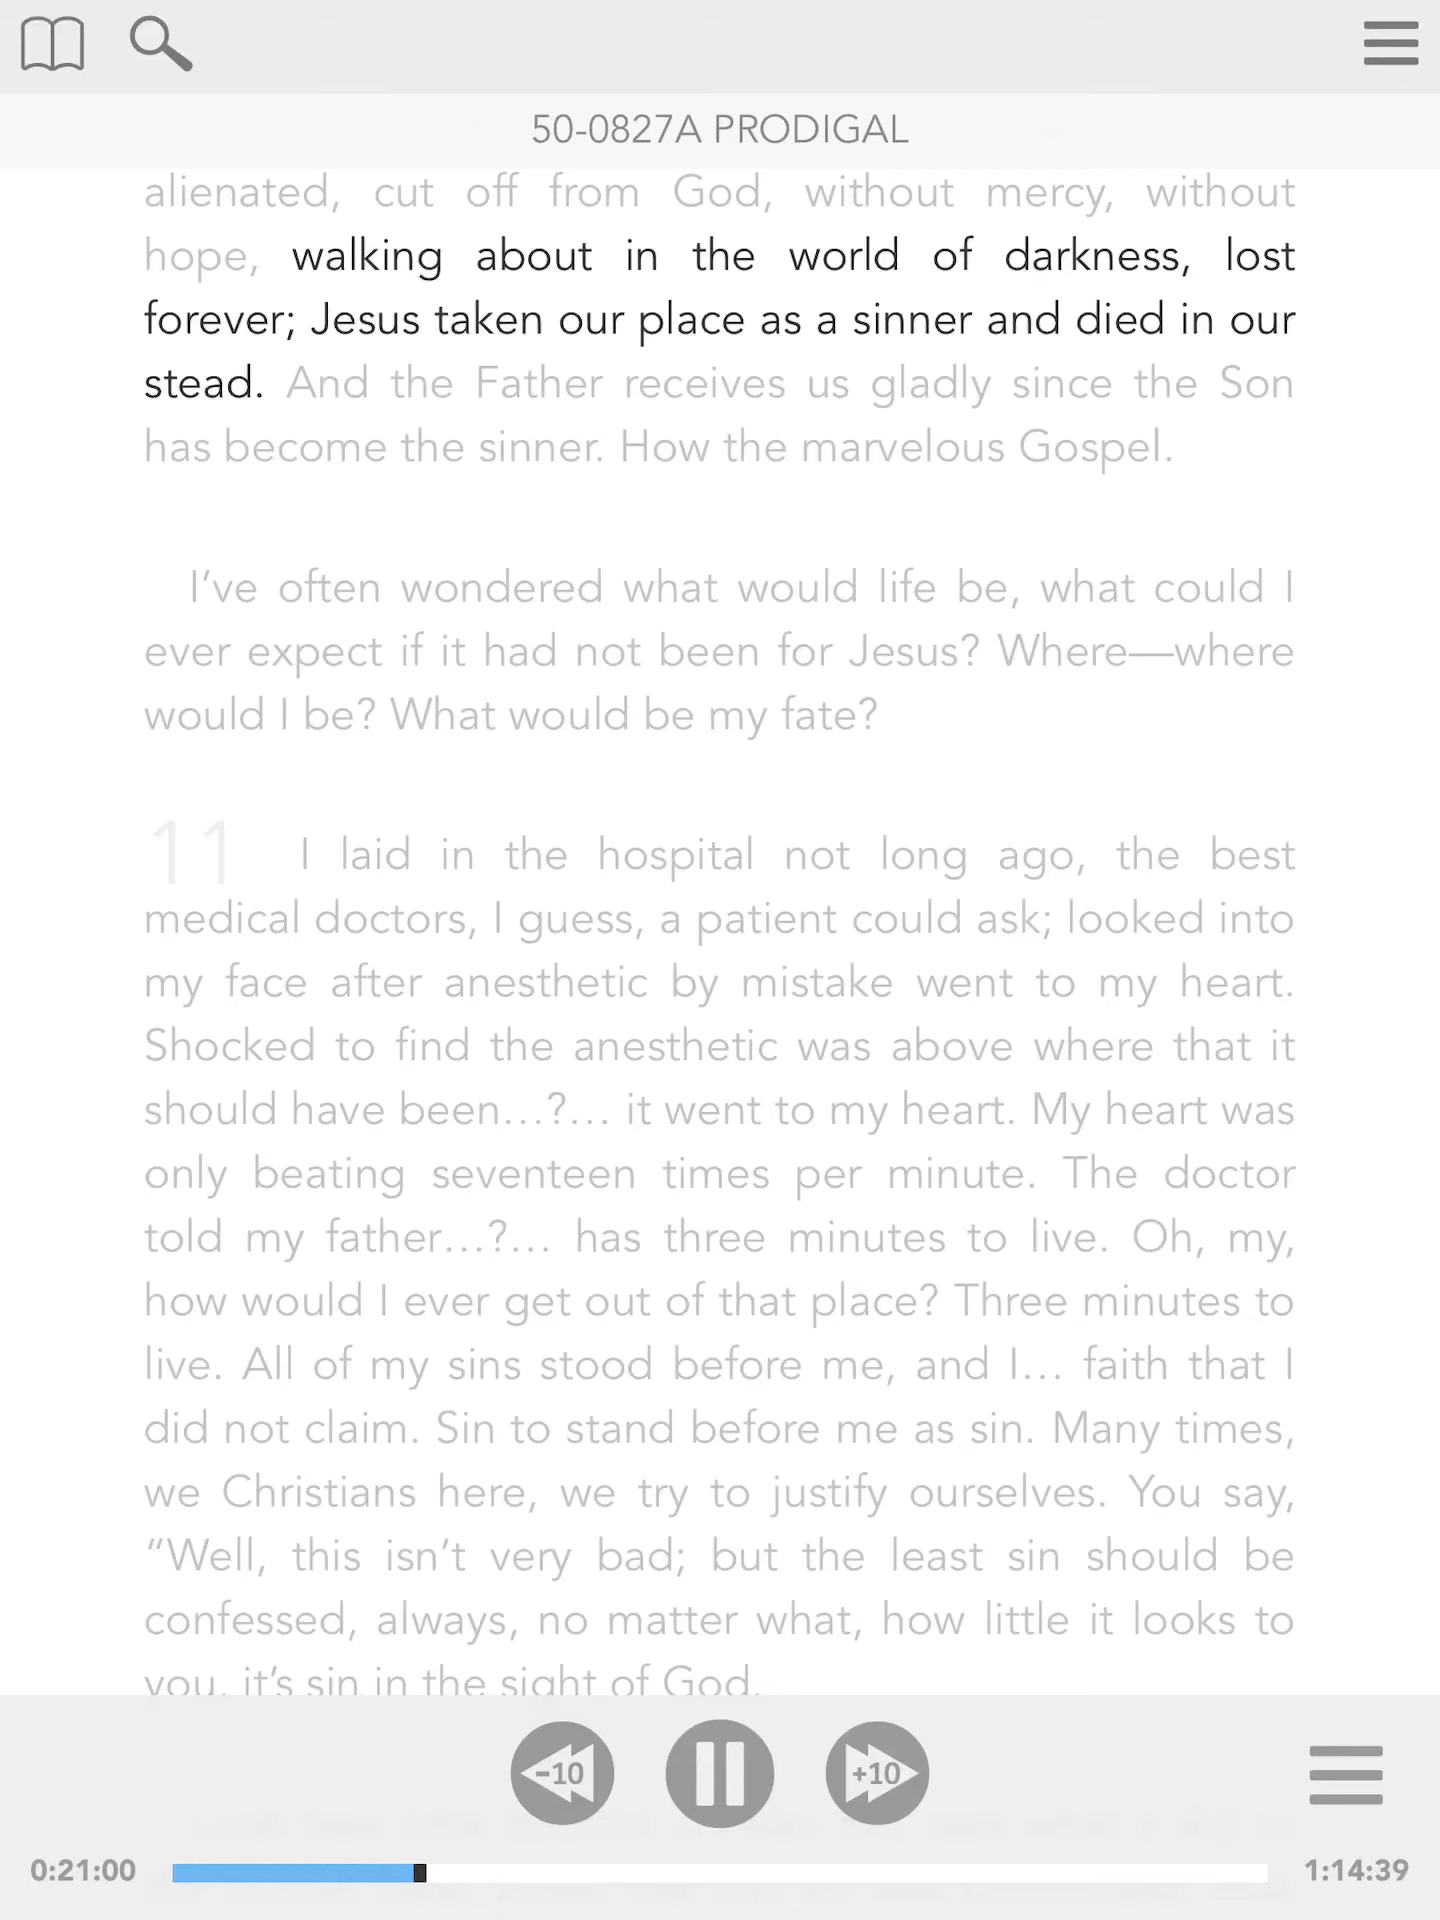 50-0827A PRODIGAL
alienated, cut off from God, without mercy, without
hope, walking about in the world of darkness, lost
forever; Jesus taken our place as a sinner and died in our
stead. And the Father receives us gladly since the Son
has become the sinner. How the marvelous Gospel.
I’ve often wondered what would life be, what could I
ever expect if it had not been for Jesus? Where—where
would I be? What would be my fate?
11 I laid in the hospital not long ago, the best
medical doctors, I guess, a patient could ask; looked into
my face after anesthetic by mistake went to my heart.
Shocked to find the anesthetic was above where that it
should have been…?… it went to my heart. My heart was
only beating seventeen times per minute. The doctor
told my father…?… has three minutes to live. Oh, my,
how would I ever get out of that place? Three minutes to
live. All of my sins stood before me, and I… faith that I
did not claim. Sin to stand before me as sin. Many times,
we Christians here, we try to justify ourselves. You say,
“Well, this isn’t very bad; but the least sin should be
confessed, always, no matter what, how little it looks to
you, it’s sin in the sight of God.
-10 +10
0:21:00 1:14:39